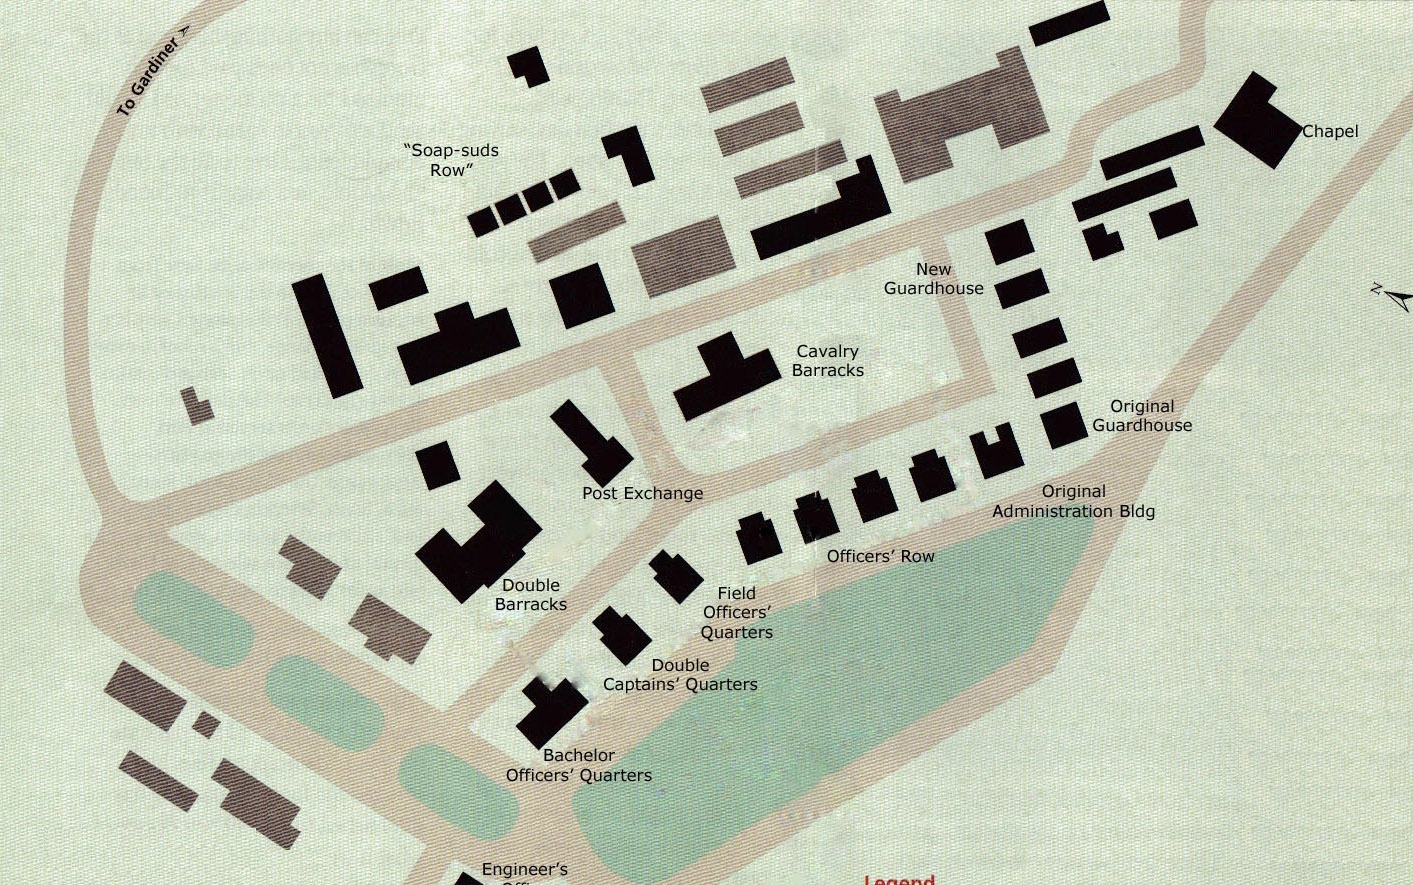 To Gardiner
"Soap-suds
Row"
Chapel
New
Guardhouse
N
Cavalry
Barracks
Original
Guardhouse
Post Exchange
Original
Administration Bldg
Officers' Row
Double
Barracks
Field
Officers'
Quarters
Double
Captains' Quarters
Bachelor
Officers' Quarters
Engineer's
Legend